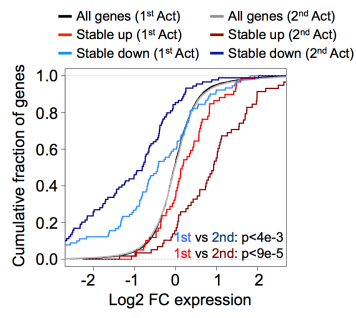 All genes (1st Act) All genes (2nd Act)
Stable up (1st Act) Stable up (2nd Act)
Stable down (1st Act) Stable down (2nd Act)
Cumulative fraction of genes
1.0
0.8
0.6
0.4
0.2
0.0
1st vs 2nd: p<4e-3
1st vs 2nd: p<9e-5
-2 -1 0 1 2
Log2 FC expression